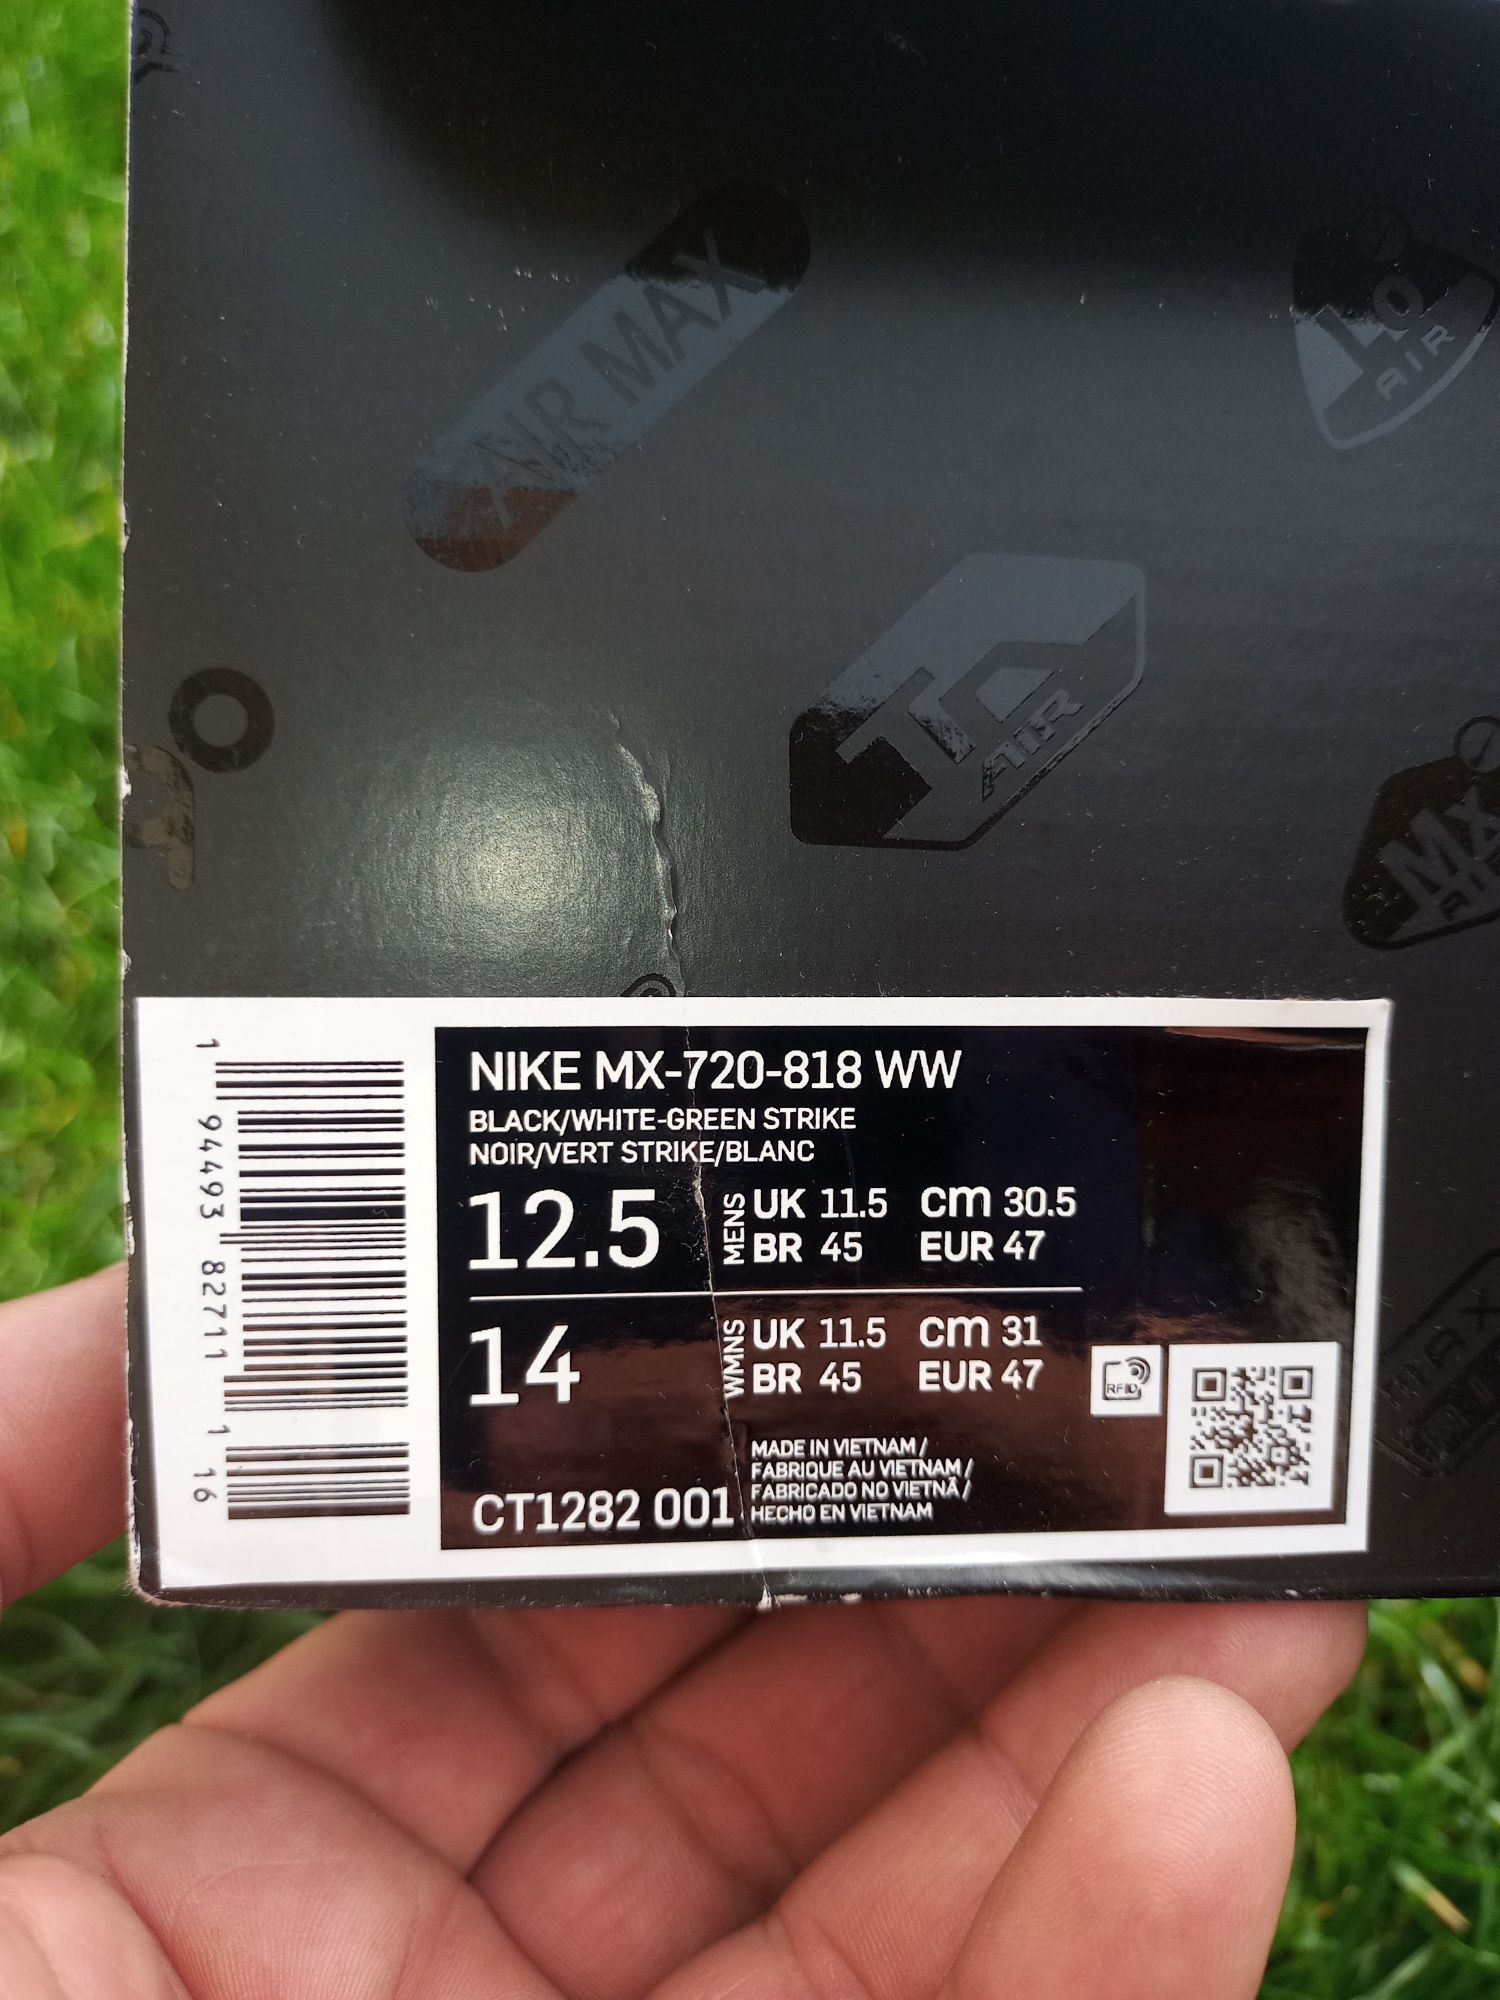 AIR MAX
AIR
AIR
MX
NIKE MX-720-818 WW
BLACK/WHITE-GREEN STRIKE
NOIR/VERT STRIKE/BLANC
12.5 MENS UK 11.5 cm 30.5
BR 45 EUR 47
14 WMNS UK 11.5 cm 31
BR 45 EUR 47
RFID
MADE IN VIETNAM /
FABRIQUE AU VIETNAM /
FABRICADO NO VIETNÃ /
HECHO EN VIETNAM
CT1282 001
1 94493 82711 1 16